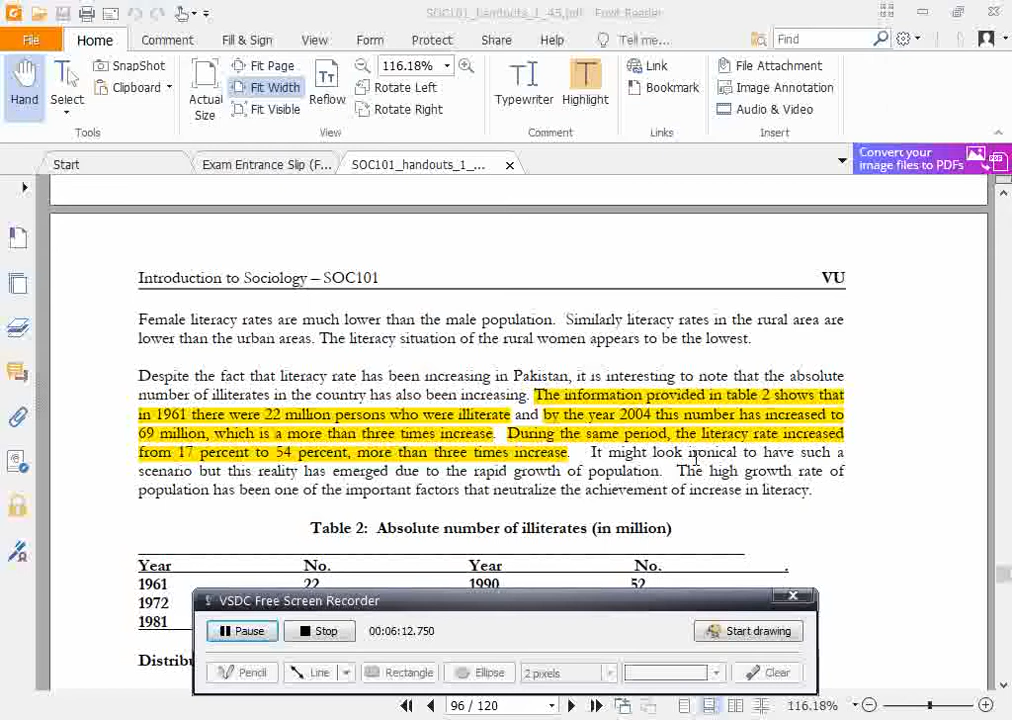 SOC101_handouts_1_45.pdf - Foxit Reader
File Home Comment Fill & Sign View Form Protect Share Help Tell me... Find
Hand
Select
SnapShot
Clipboard
Tools
Actual Size
Fit Page
Fit Width
Fit Visible
Reflow
116.18%
Rotate Left
Rotate Right
View
Typewriter
Highlight
Comment
Link
Bookmark
Links
File Attachment
Image Annotation
Audio & Video
Insert
Start Exam Entrance Slip (F... SOC101_handouts_1_...
Convert your
image files to PDFs
Introduction to Sociology – SOC101 VU
Female literacy rates are much lower than the male population. Similarly literacy rates in the rural area are
lower than the urban areas. The literacy situation of the rural women appears to be the lowest.
Despite the fact that literacy rate has been increasing in Pakistan, it is interesting to note that the absolute
number of illiterates in the country has also been increasing. The information provided in table 2 shows that
in 1961 there were 22 million persons who were illiterate and by the year 2004 this number has increased to
69 million, which is a more than three times increase. During the same period, the literacy rate increased
from 17 percent to 54 percent, more than three times increase. It might look ironical to have such a
scenario but this reality has emerged due to the rapid growth of population. The high growth rate of
population has been one of the important factors that neutralize the achievement of increase in literacy.
Table 2: Absolute number of illiterates (in million)
Year No. Year No. .
1961 22 1990 52
1972
1981
Distribu
VSDC Free Screen Recorder
Pause Stop 00:06:12.750 Start drawing
Pencil Line Rectangle Ellipse 2 pixels Clear
96 / 120 116.18%